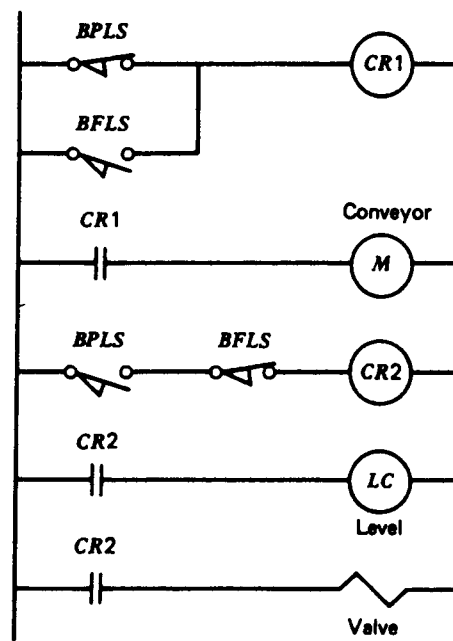 BPLS
CR1
BFLS
CR1
Conveyor
M
BPLS
BFLS
CR2
CR2
LC
Level
CR2
Valve